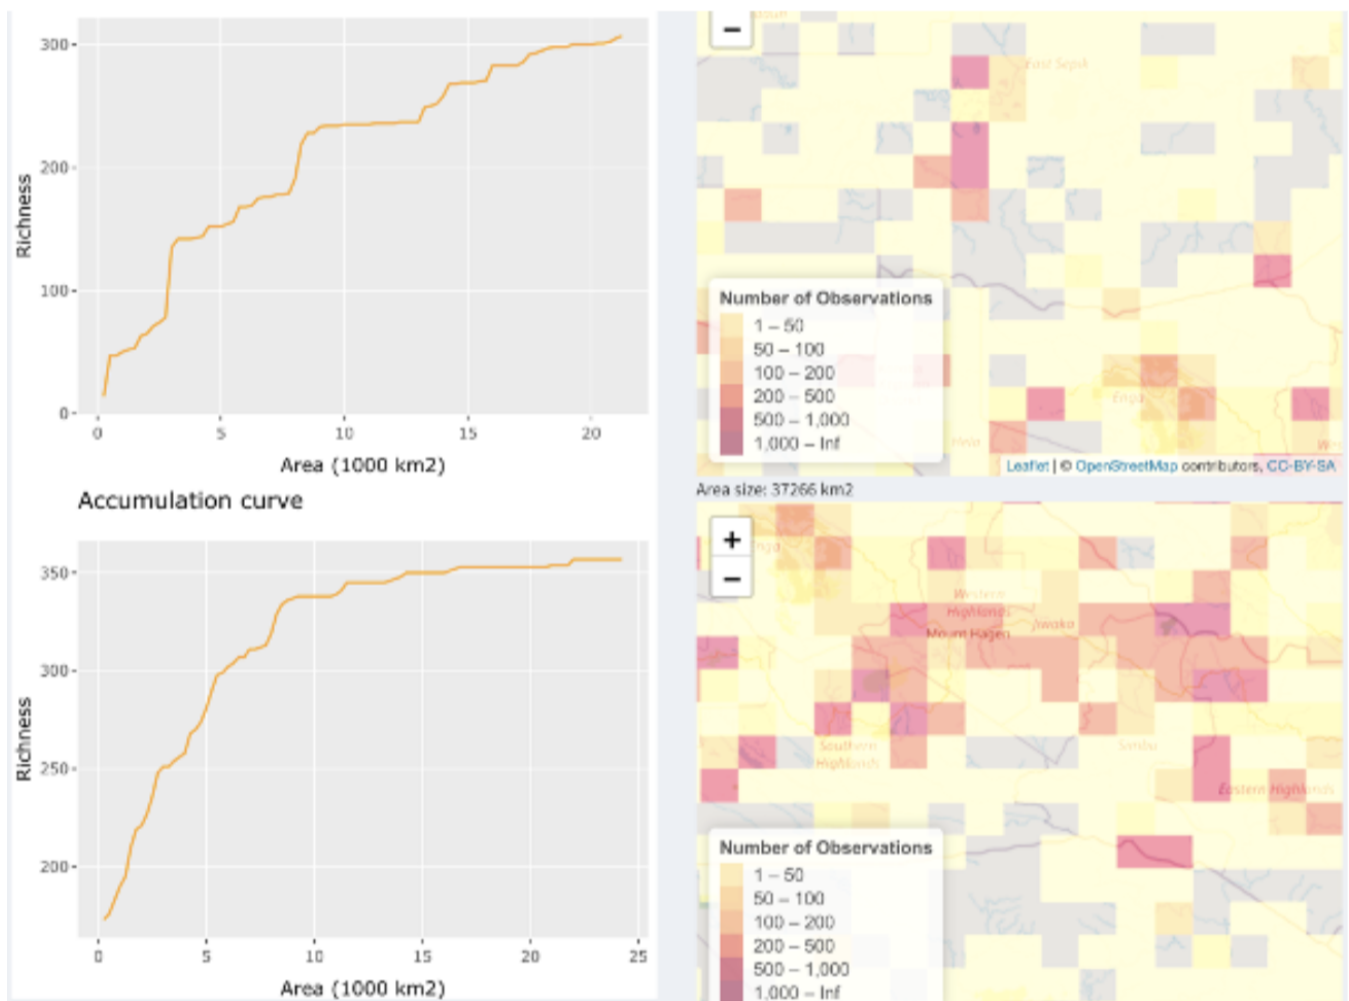 300
200
100
0
Richness
0 5 10 15 20
Area (1000 km2)
−
East Sepik
Number of Observations
1 – 50
50 – 100
100 – 200
200 – 500
500 – 1,000
1,000 – Inf
Enga
Hela
Leaflet | © OpenStreetMap contributors, CC-BY-SA
Area size: 37266 km2
Accumulation curve
350
300
250
200
Richness
0 5 10 15 20 25
Area (1000 km2)
+
−
Western
Highlands
Jiwaka
Mount Hagen
Southern
Highlands
Simbu
Eastern Highlands
Number of Observations
1 – 50
50 – 100
100 – 200
200 – 500
500 – 1,000
1,000 – Inf